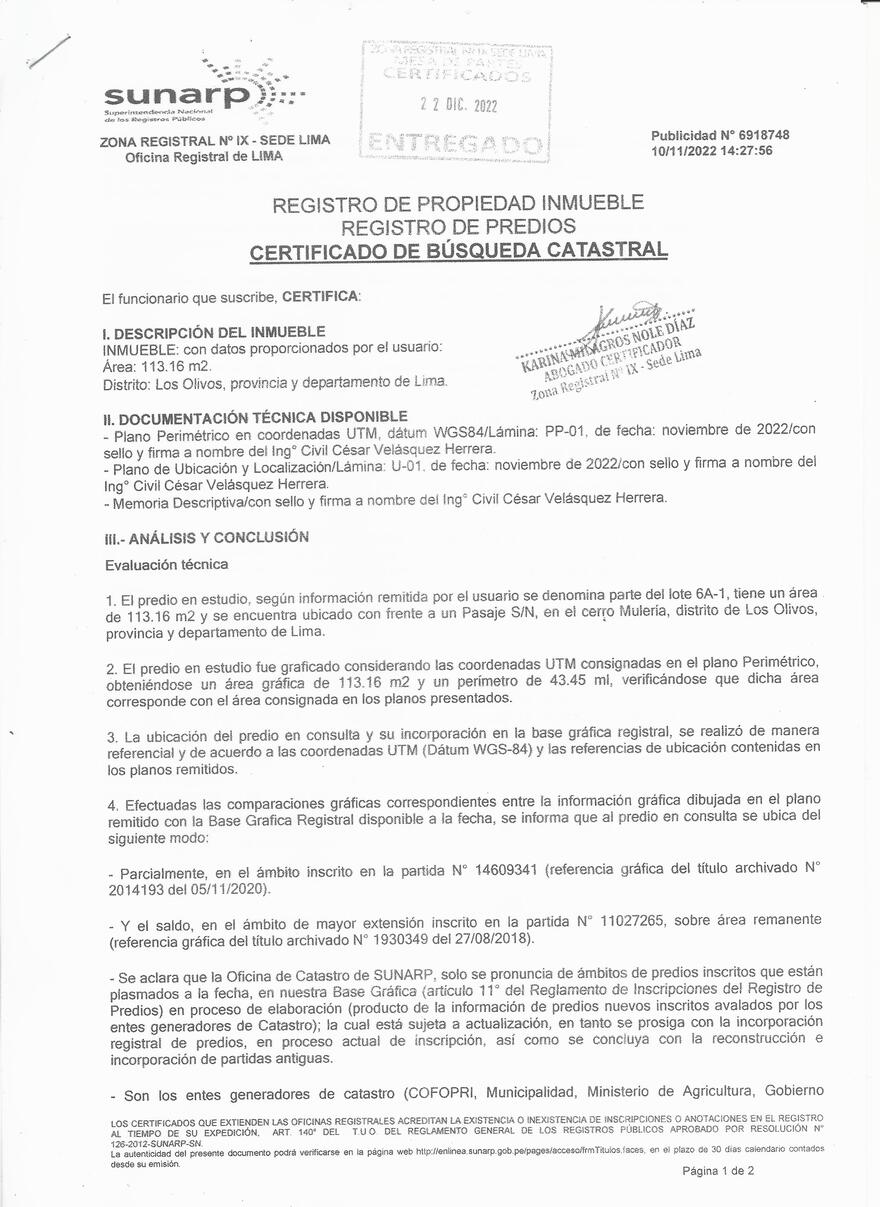 sunarp
Superintendencia Nacional
de los Registros Públicos
ZONA REGISTRAL Nº IX - SEDE LIMA
Oficina Registral de LIMA
ZONA REGISTRAL Nº IX SEDE LIMA
MESA DE PARTES
CERTIFICADOS
22 DIC. 2022
ENTREGADO
Publicidad N° 6918748
10/11/2022 14:27:56
REGISTRO DE PROPIEDAD INMUEBLE
REGISTRO DE PREDIOS
CERTIFICADO DE BÚSQUEDA CATASTRAL
El funcionario que suscribe, CERTIFICA:
I. DESCRIPCIÓN DEL INMUEBLE
INMUEBLE: con datos proporcionados por el usuario:
Área: 113.16 m2.
Distrito: Los Olivos, provincia y departamento de Lima.
KARINA MILAGROS NOLE DÍAZ
ABOGADO CERTIFICADOR
Zona Registral N° IX - Sede Lima
II. DOCUMENTACIÓN TÉCNICA DISPONIBLE
- Plano Perimétrico en coordenadas UTM, dátum WGS84/Lámina: PP-01, de fecha: noviembre de 2022/con
sello y firma a nombre del Ing° Civil César Velásquez Herrera.
- Plano de Ubicación y Localización/Lámina: U-01, de fecha: noviembre de 2022/con sello y firma a nombre del
Ing° Civil César Velásquez Herrera.
- Memoria Descriptiva/con sello y firma a nombre del Ing° Civil César Velásquez Herrera.
III.- ANÁLISIS Y CONCLUSIÓN
Evaluación técnica
1. El predio en estudio, según información remitida por el usuario se denomina parte del lote 6A-1, tiene un área
de 113.16 m2 y se encuentra ubicado con frente a un Pasaje S/N, en el cerro Mulería, distrito de Los Olivos,
provincia y departamento de Lima.
2. El predio en estudio fue graficado considerando las coordenadas UTM consignadas en el plano Perimétrico,
obteniéndose un área gráfica de 113.16 m2 y un perímetro de 43.45 ml, verificándose que dicha área
corresponde con el área consignada en los planos presentados.
3. La ubicación del predio en consulta y su incorporación en la base gráfica registral, se realizó de manera
referencial y de acuerdo a las coordenadas UTM (Dátum WGS-84) y las referencias de ubicación contenidas en
los planos remitidos.
4. Efectuadas las comparaciones gráficas correspondientes entre la información gráfica dibujada en el plano
remitido con la Base Grafica Registral disponible a la fecha, se informa que al predio en consulta se ubica del
siguiente modo:
- Parcialmente, en el ámbito inscrito en la partida N° 14609341 (referencia gráfica del título archivado N°
2014193 del 05/11/2020).
- Y el saldo, en el ámbito de mayor extensión inscrito en la partida N° 11027265, sobre área remanente
(referencia gráfica del título archivado N° 1930349 del 27/08/2018).
- Se aclara que la Oficina de Catastro de SUNARP, solo se pronuncia de ámbitos de predios inscritos que están
plasmados a la fecha, en nuestra Base Gráfica (artículo 11° del Reglamento de Inscripciones del Registro de
Predios) en proceso de elaboración (producto de la información de predios nuevos inscritos avalados por los
entes generadores de Catastro); la cual está sujeta a actualización, en tanto se prosiga con la incorporación
registral de predios, en proceso actual de inscripción, así como se concluya con la reconstrucción e
incorporación de partidas antiguas.
- Son los entes generadores de catastro (COFOPRI, Municipalidad, Ministerio de Agricultura, Gobierno
LOS CERTIFICADOS QUE EXTIENDEN LAS OFICINAS REGISTRALES ACREDITAN LA EXISTENCIA O INEXISTENCIA DE INSCRIPCIONES O ANOTACIONES EN EL REGISTRO
AL TIEMPO DE SU EXPEDICIÓN. ART. 140° DEL T.U.O DEL REGLAMENTO GENERAL DE LOS REGISTROS PÚBLICOS APROBADO POR RESOLUCIÓN N°
126-2012-SUNARP-SN.
La autenticidad del presente documento podrá verificarse en la página web http://enlinea.sunarp.gob.pe/pages/acceso/frmTitulos.faces, en el plazo de 30 días calendario contados
desde su emisión.
Página 1 de 2